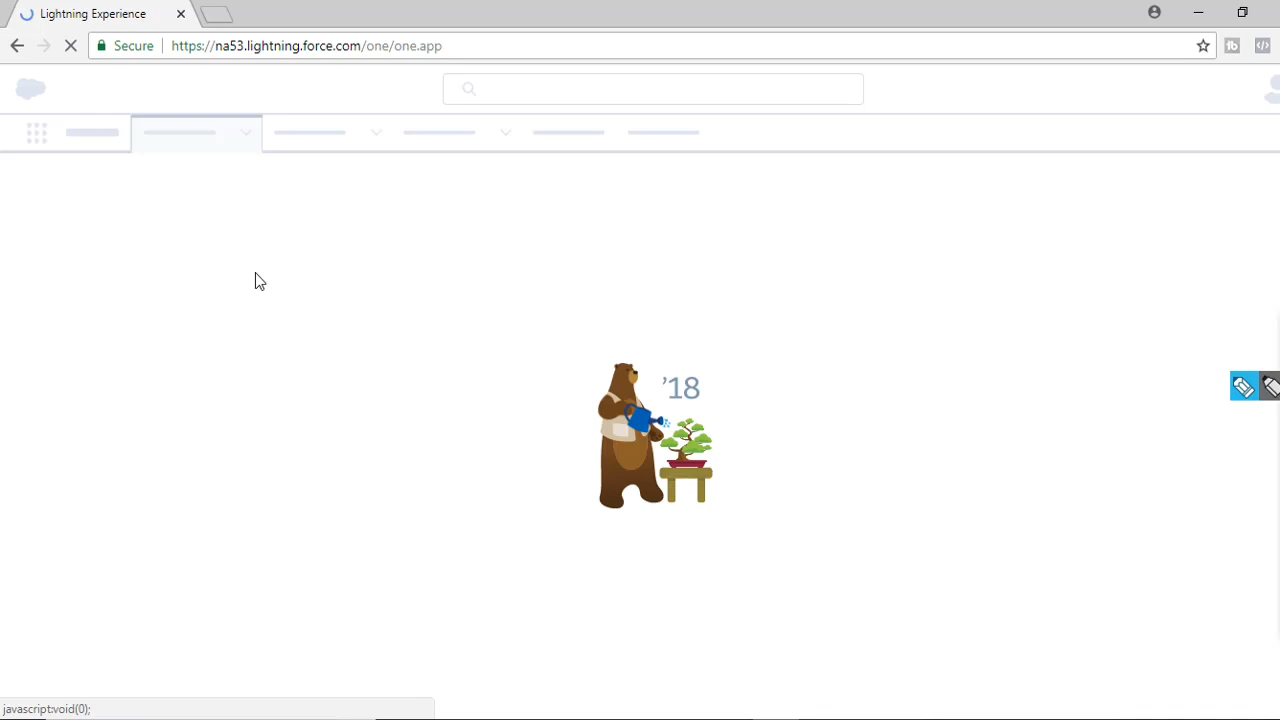 Lightning Experience
Secure
https://na53.lightning.force.com/one/one.app
'18
javascript:void(0);